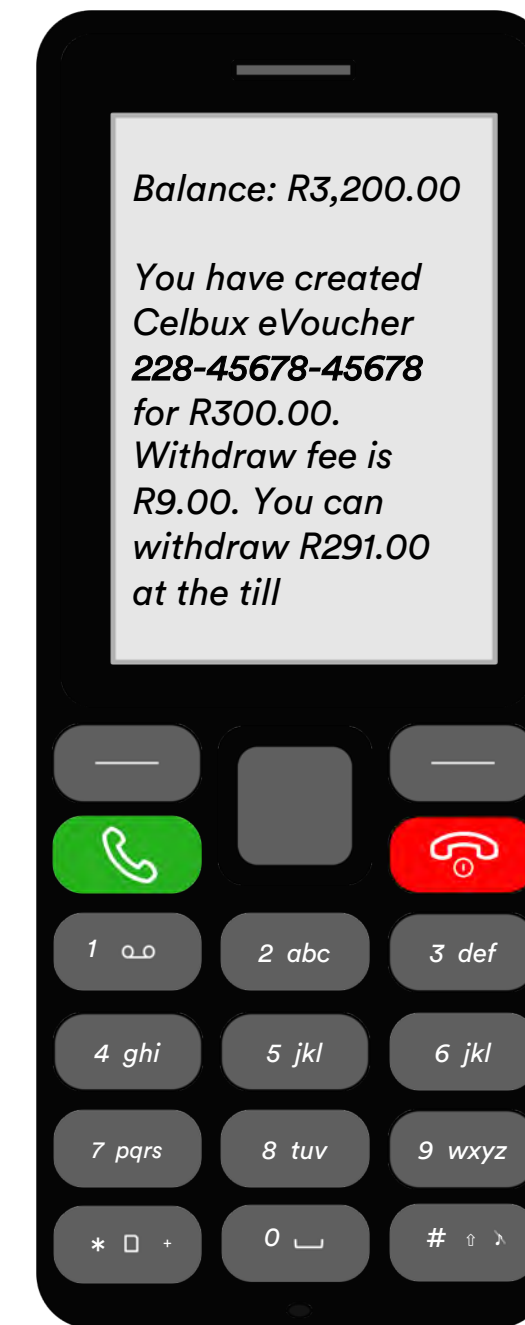 Balance: R3,200.00
You have created
Celbux eVoucher
228-45678-45678
for R300.00.
Withdraw fee is
R9.00. You can
withdraw R291.00
at the till
1
2 abc
3 def
4 ghi
5 jkl
6 jkl
7 pqrs
8 tuv
9 wxyz
* +
0
#